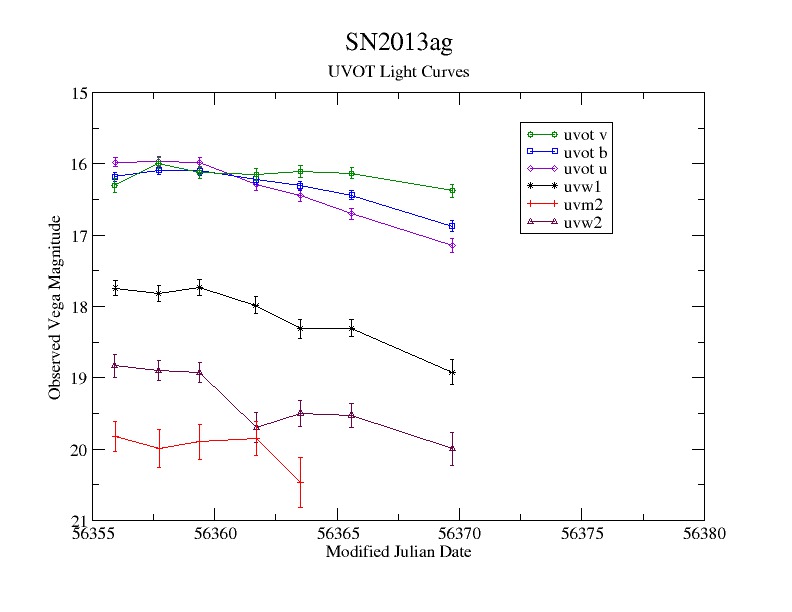 SN2013ag
UVOT Light Curves
15
16
17
18
19
20
21
Observed Vega Magnitude
uvot v
uvot b
uvot u
uvw1
uvm2
uvw2
56355 56360 56365 56370 56375 56380
Modified Julian Date